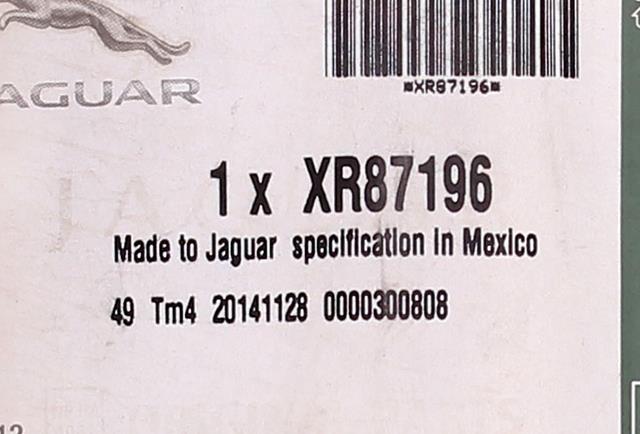 JAGUAR
*XR87196*
1 x XR87196
Made to Jaguar specification in Mexico
49 Tm4 20141128 0000300808